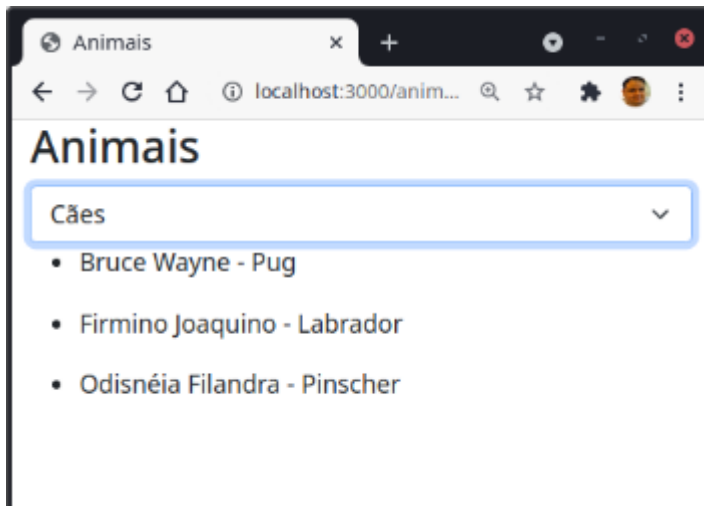 Animais
localhost:3000/anim...
Animais
Cães
Bruce Wayne - Pug
Firmino Joaquino - Labrador
Odisnéia Filandra - Pinscher